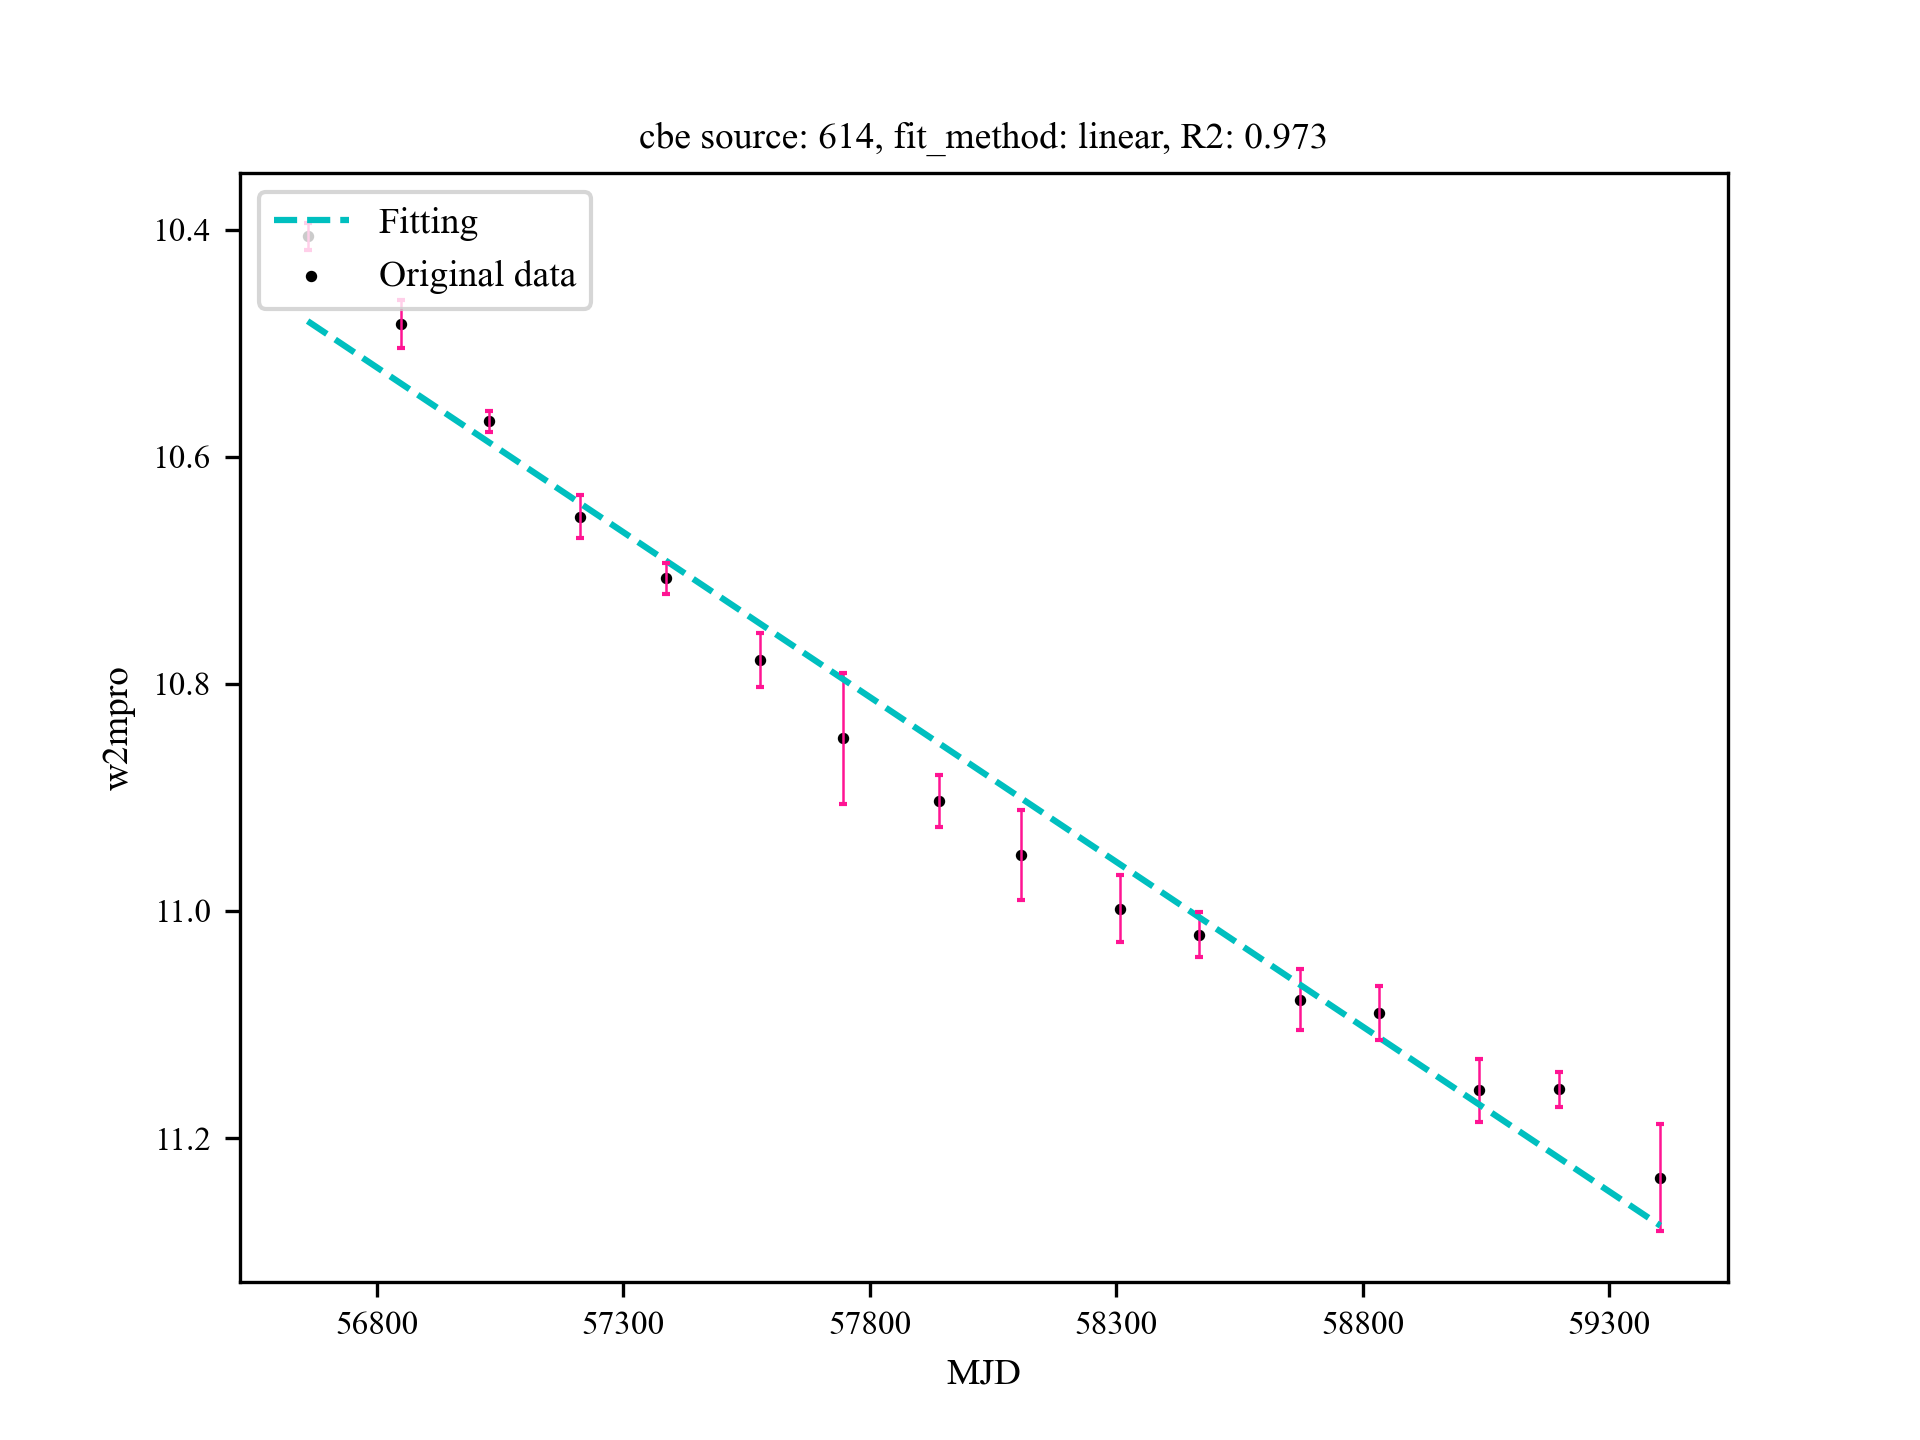 cbe source: 614, fit_method: linear, R2: 0.973
Fitting
Original data
10.4
10.6
10.8
11.0
11.2
w2mpro
56800 57300 57800 58300 58800 59300
MJD